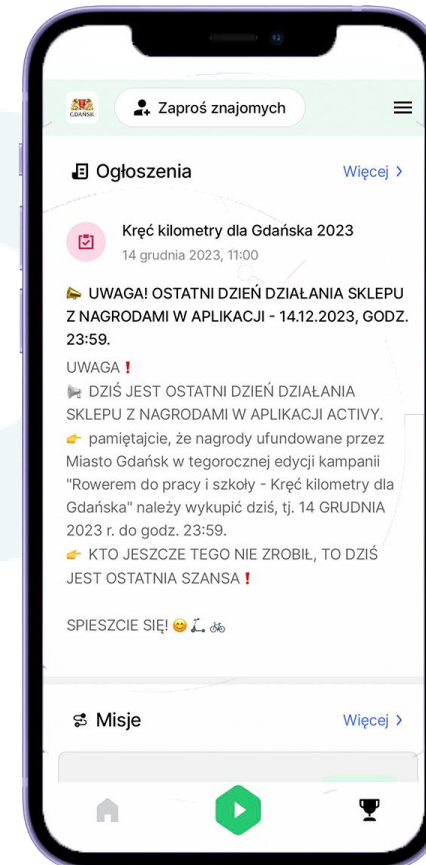 GDAŃSK
Zaproś znajomych
Ogłoszenia
Więcej >
Kręć kilometry dla Gdańska 2023
14 grudnia 2023, 11:00
📣 UWAGA! OSTATNI DZIEŃ DZIAŁANIA SKLEPU
Z NAGRODAMI W APLIKACJI - 14.12.2023, GODZ.
23:59.
UWAGA❗
📢 DZIŚ JEST OSTATNI DZIEŃ DZIAŁANIA
SKLEPU Z NAGRODAMI W APLIKACJI ACTIVY.
👉 pamiętajcie, że nagrody ufundowane przez
Miasto Gdańsk w tegorocznej edycji kampanii
"Rowerem do pracy i szkoły - Kręć kilometry dla
Gdańska" należy wykupić dziś, tj. 14 GRUDNIA
2023 r. do godz. 23:59.
👉 KTO JESZCZE TEGO NIE ZROBIŁ, TO DZIŚ
JEST OSTATNIA SZANSA❗
SPIESZCIE SIĘ! 😊 🛴 🚲
Misje
Więcej >